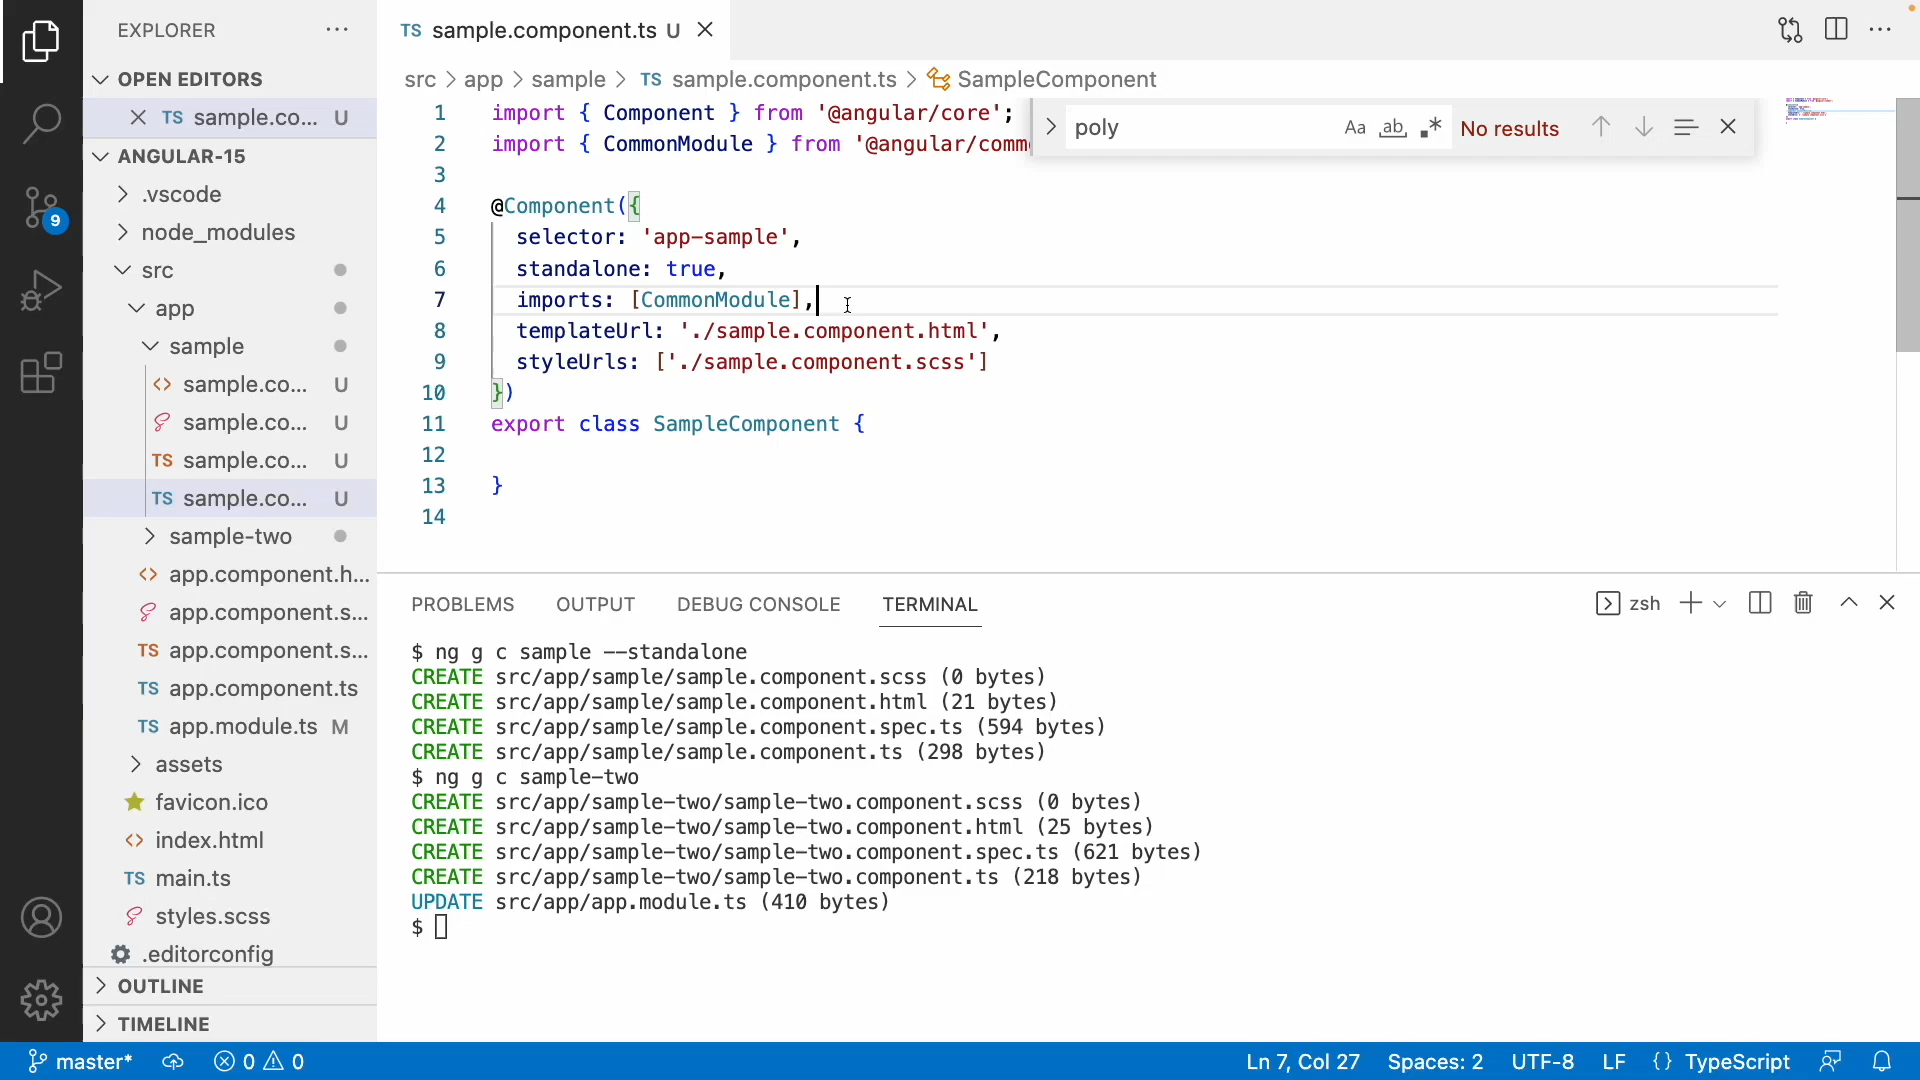 EXPLORER
OPEN EDITORS
TS sample.co... U
ANGULAR-15
.vscode
node_modules
src
app
sample
sample.co... U
sample.co... U
TS sample.co... U
TS sample.co... U
sample-two
app.component.h...
app.component.s...
TS app.component.s...
TS app.component.ts
TS app.module.ts M
assets
favicon.ico
index.html
TS main.ts
styles.scss
.editorconfig
OUTLINE
TIMELINE
9
TS sample.component.ts U
src > app > sample > TS sample.component.ts > SampleComponent
poly
Aa ab .* No results
1 import { Component } from '@angular/core';
2 import { CommonModule } from '@angular/comm
3
4 @Component({
5 selector: 'app-sample',
6 standalone: true,
7 imports: [CommonModule],
8 templateUrl: './sample.component.html',
9 styleUrls: ['./sample.component.scss']
10 })
11 export class SampleComponent {
12
13 }
14
PROBLEMS OUTPUT DEBUG CONSOLE TERMINAL
zsh
$ ng g c sample --standalone
CREATE src/app/sample/sample.component.scss (0 bytes)
CREATE src/app/sample/sample.component.html (21 bytes)
CREATE src/app/sample/sample.component.spec.ts (594 bytes)
CREATE src/app/sample/sample.component.ts (298 bytes)
$ ng g c sample-two
CREATE src/app/sample-two/sample-two.component.scss (0 bytes)
CREATE src/app/sample-two/sample-two.component.html (25 bytes)
CREATE src/app/sample-two/sample-two.component.spec.ts (621 bytes)
CREATE src/app/sample-two/sample-two.component.ts (218 bytes)
UPDATE src/app/app.module.ts (410 bytes)
$
master* 0 0 Ln 7, Col 27 Spaces: 2 UTF-8 LF {} TypeScript